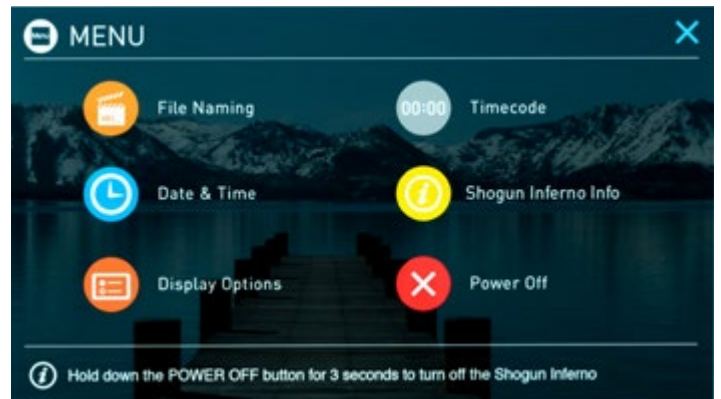 MENU
File Naming
00:00 Timecode
Date & Time
Shogun Inferno Info
Display Options
Power Off
Hold down the POWER OFF button for 3 seconds to turn off the Shogun Inferno